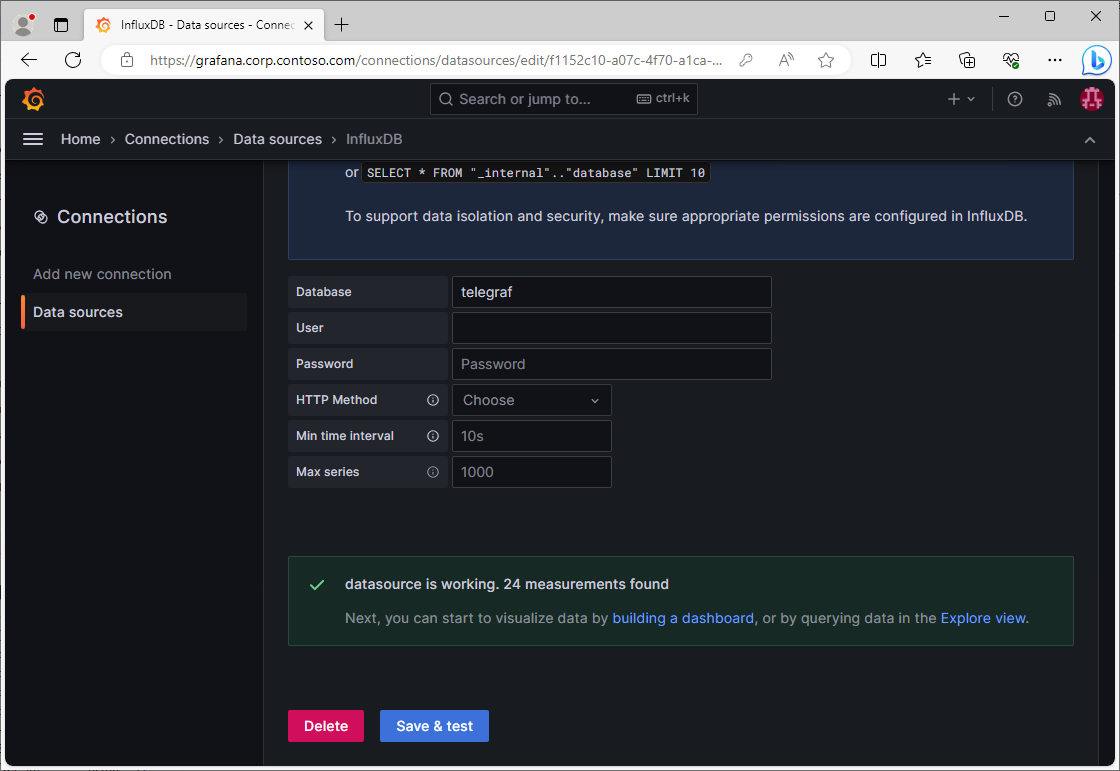 InfluxDB - Data sources - Connec
https://grafana.corp.contoso.com/connections/datasources/edit/f1152c10-a07c-4f70-a1ca-...
Search or jump to... ctrl+k
Home › Connections › Data sources › InfluxDB
or SELECT * FROM "_internal".."database" LIMIT 10
To support data isolation and security, make sure appropriate permissions are configured in InfluxDB.
Connections
Add new connection
Data sources
Database telegraf
User
Password Password
HTTP Method Choose
Min time interval 10s
Max series 1000
datasource is working. 24 measurements found
Next, you can start to visualize data by building a dashboard, or by querying data in the Explore view.
Delete Save & test